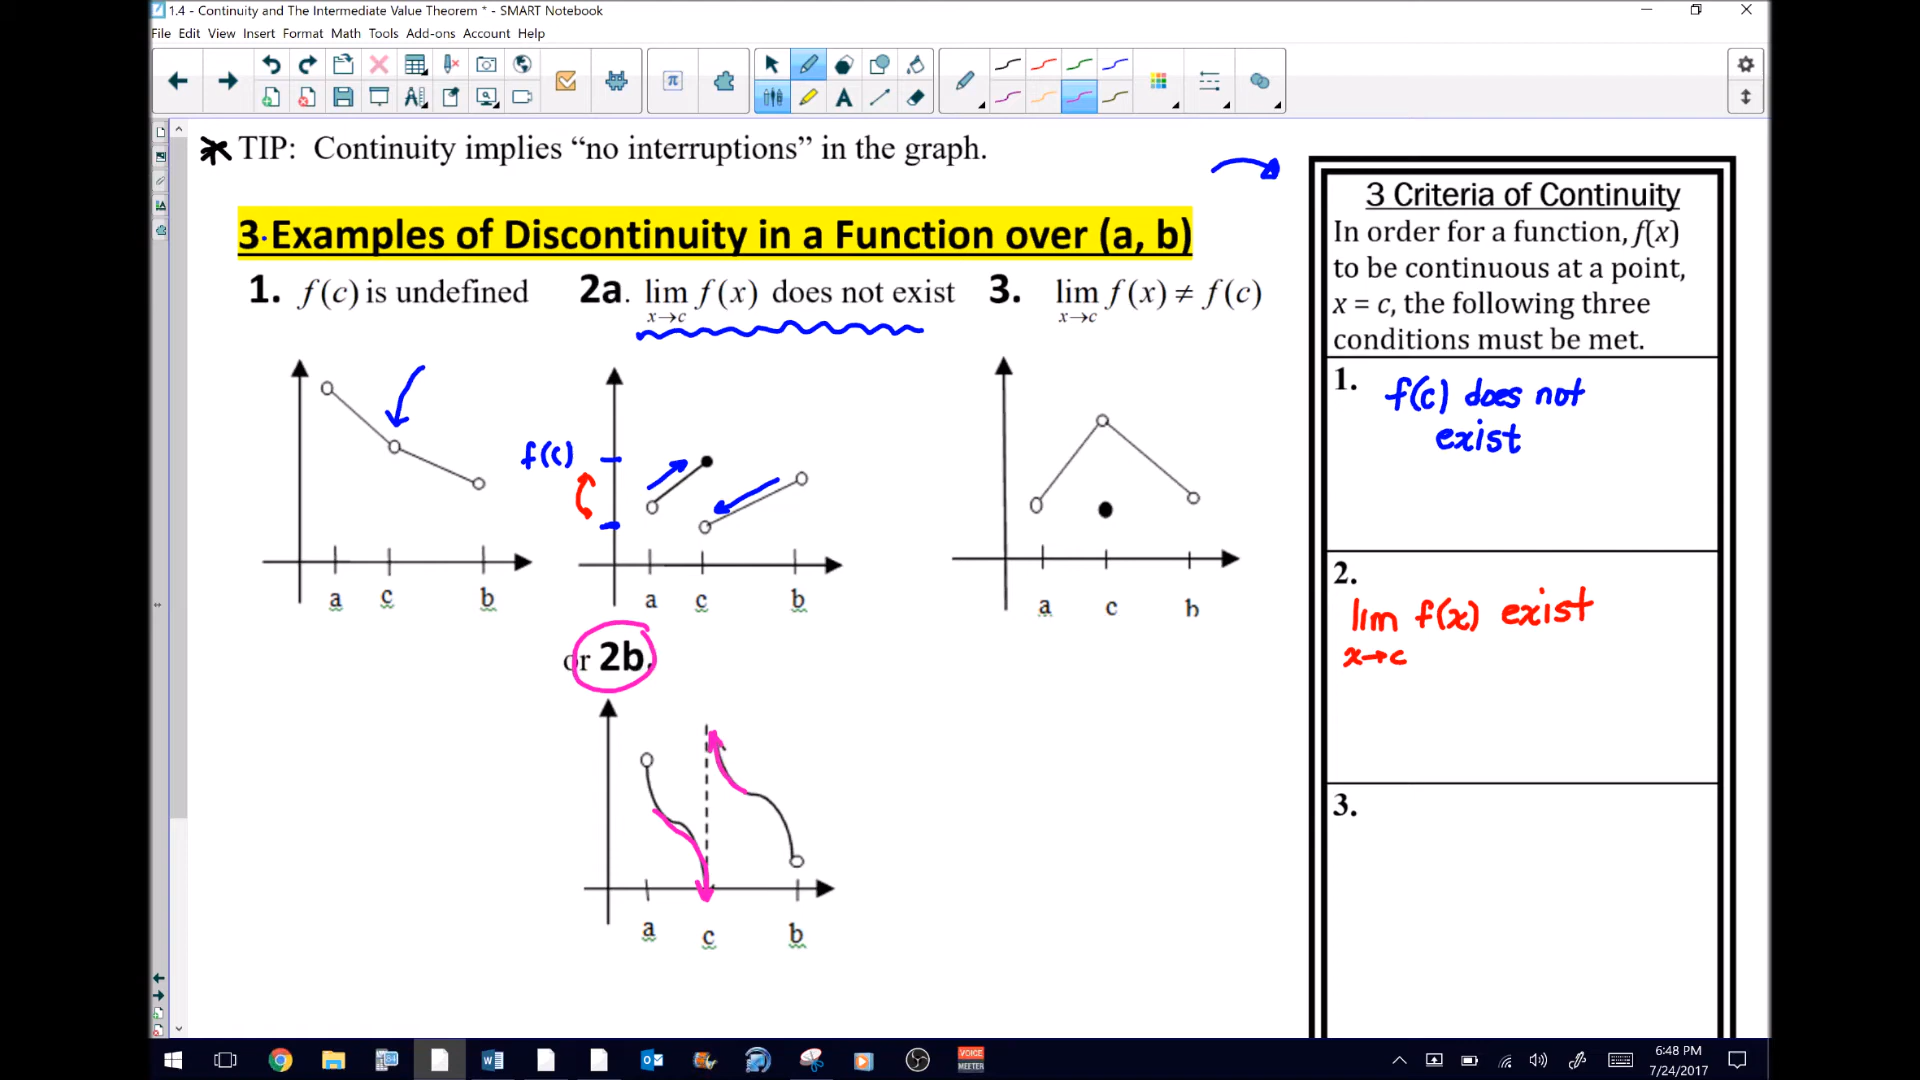 1.4 - Continuity and The Intermediate Value Theorem * - SMART Notebook
File Edit View Insert Format Math Tools Add-ons Account Help
TIP: Continuity implies “no interruptions” in the graph.
3 Examples of Discontinuity in a Function over (a, b)
1. f(c) is undefined
2a. lim f(x) does not exist
x→c
3. lim f(x) ≠ f(c)
x→c
f(c)
a c b
a c b
a c b
or 2b.
a c b
3 Criteria of Continuity
In order for a function, f(x)
to be continuous at a point,
x = c, the following three
conditions must be met.
1. f(c) does not
exist
2.
lim f(x) exist
x→c
3.
VOICE
MEETER
6:48 PM
7/24/2017